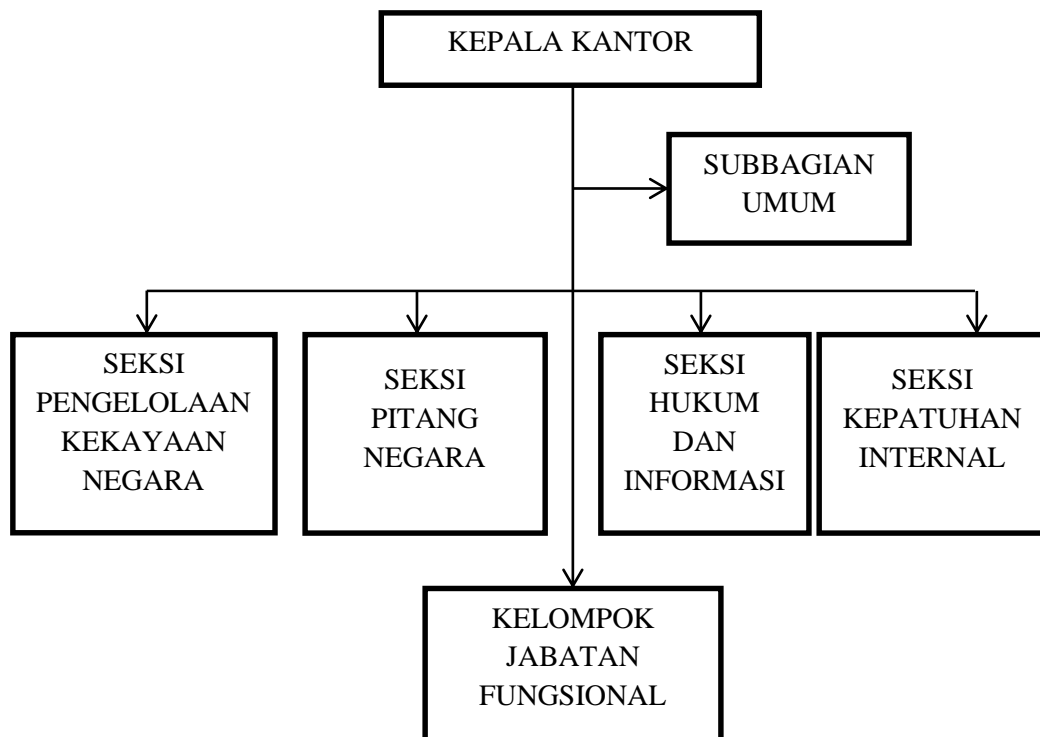 KEPALA KANTOR
SUBBAGIAN
UMUM
SEKSI
PENGELOLAAN
KEKAYAAN
NEGARA
SEKSI
PITANG
NEGARA
SEKSI
HUKUM
DAN
INFORMASI
SEKSI
KEPATUHAN
INTERNAL
KELOMPOK
JABATAN
FUNGSIONAL